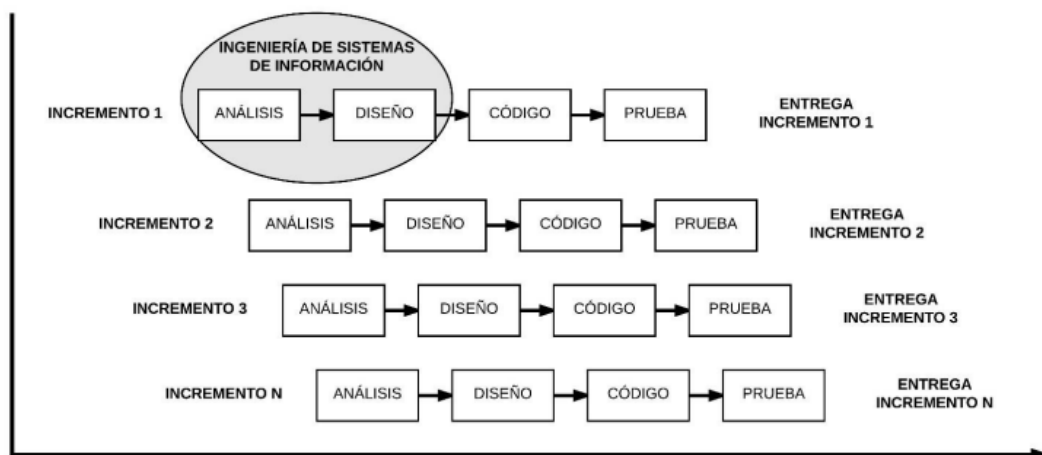 INGENIERÍA DE SISTEMAS
DE INFORMACIÓN
INCREMENTO 1
ANÁLISIS
DISEÑO
CÓDIGO
PRUEBA
ENTREGA
INCREMENTO 1
INCREMENTO 2
ANÁLISIS
DISEÑO
CÓDIGO
PRUEBA
ENTREGA
INCREMENTO 2
INCREMENTO 3
ANÁLISIS
DISEÑO
CÓDIGO
PRUEBA
ENTREGA
INCREMENTO 3
INCREMENTO N
ANÁLISIS
DISEÑO
CÓDIGO
PRUEBA
ENTREGA
INCREMENTO N